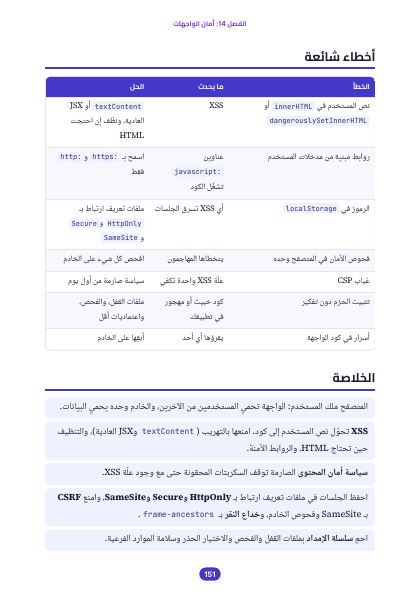 الفصل 14: أمان الواجهات
أخطاء شائعة
الخطأ ما يحدث الحل
نص المستخدم في innerHTML أو dangerouslySetInnerHTML XSS textContent أو JSX العادية، ونظّف إن احتجت HTML
روابط مبنية من مدخلات المستخدم عناوين javascript: تشغّل الكود اسمح بـ https: و http: فقط
الرموز في localStorage أي XSS تسرق الجلسات ملفات تعريف ارتباط بـ HttpOnly و Secure و SameSite
فحوص الأمان في المتصفح وحده يتخطاها المهاجمون افحص كل شيء على الخادم
غياب CSP علّة XSS واحدة تكفي سياسة صارمة من أول يوم
تثبيت الحزم دون تفكير كود خبيث أو مهجور في تطبيقك ملفات القفل، والفحص، واعتماديات أقل
أسرار في كود الواجهة يقرؤها أي أحد أبقها على الخادم
الخلاصة
المتصفح ملك المستخدم: الواجهة تحمي المستخدمين من الآخرين، والخادم وحده يحمي البيانات.
XSS تحوّل نص المستخدم إلى كود. امنعها بالتهريب ( textContent وJSX العادية)، والتنظيف
حين تحتاج HTML، والروابط الآمنة.
سياسة أمان المحتوى الصارمة توقف السكربتات المحقونة حتى مع وجود علّة XSS.
احفظ الجلسات في ملفات تعريف ارتباط بـ HttpOnly وSecure وSameSite، وامنع CSRF
بـ SameSite وفحوص الخادم، وخداع النقر بـ frame-ancestors .
احمِ سلسلة الإمداد بملفات القفل والفحص والاختيار الحذر وسلامة الموارد الفرعية.
151